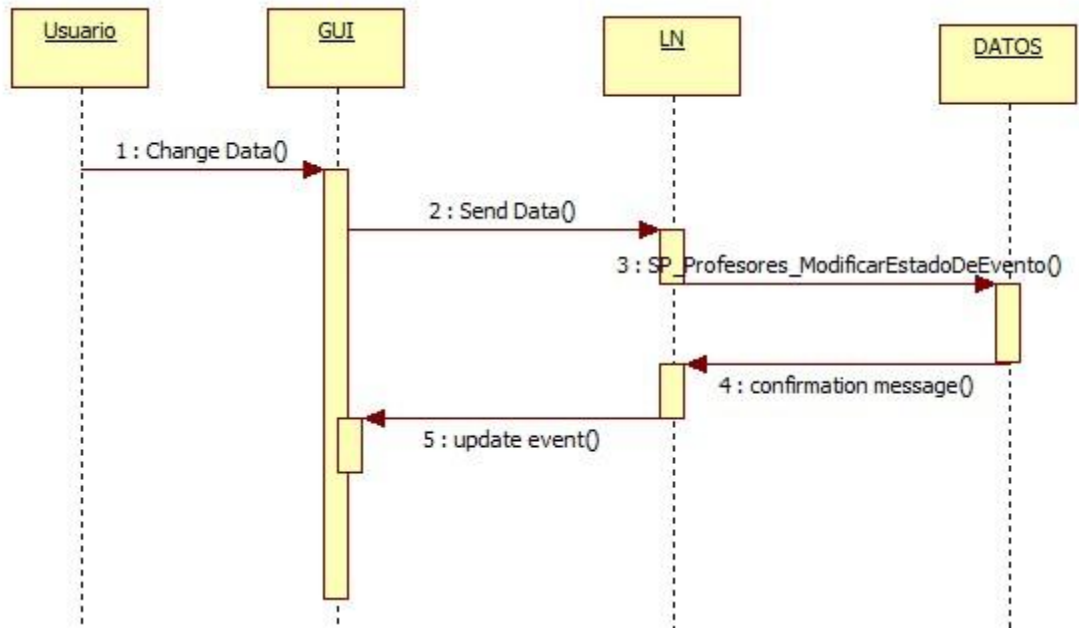 Usuario
GUI
LN
DATOS
1 : Change Data()
2 : Send Data()
3 : SP_Profesores_ModificarEstadoDeEvento()
4 : confirmation message()
5 : update event()